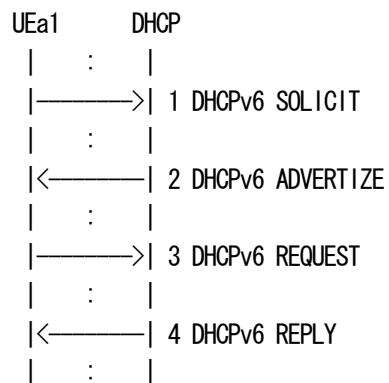 UEa1 DHCP
| : |
|-------->| 1 DHCPv6 SOLICIT
| : |
|<--------| 2 DHCPv6 ADVERTIZE
| : |
|-------->| 3 DHCPv6 REQUEST
| : |
|<--------| 4 DHCPv6 REPLY
| : |